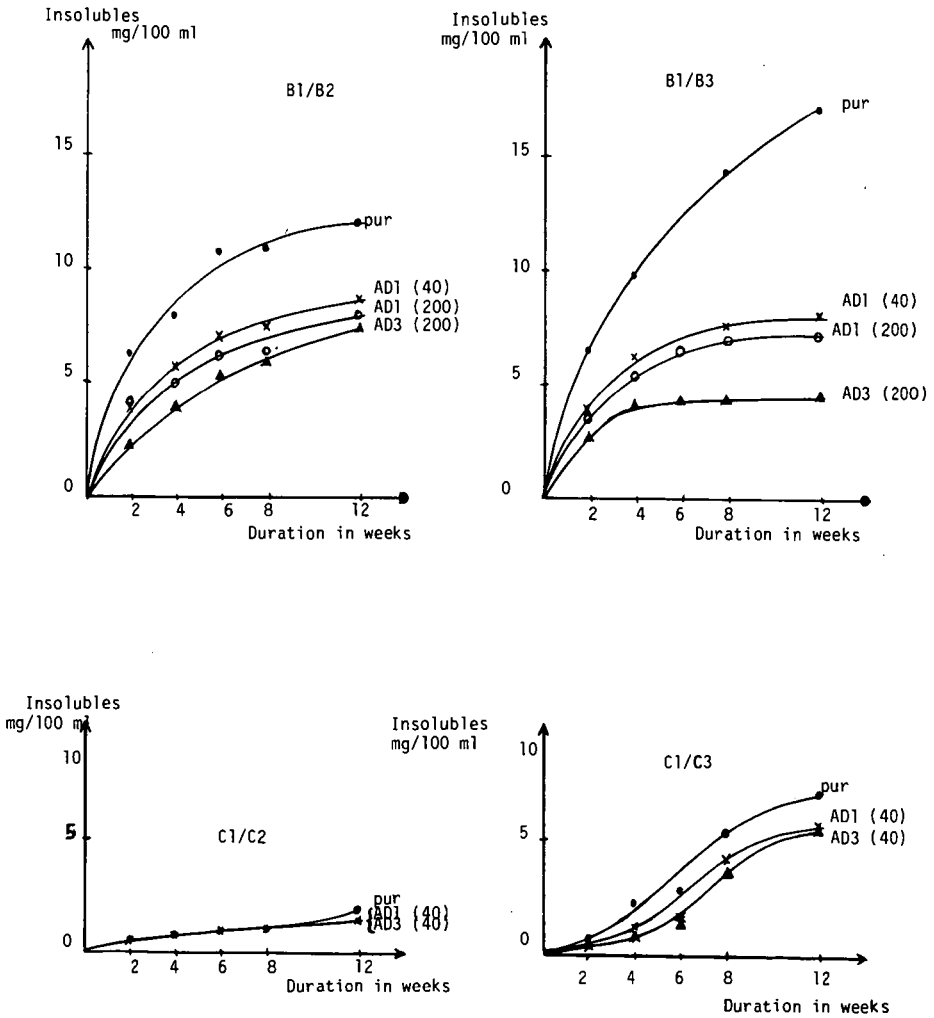 Insolubles
mg/100 ml
B1/B2
15
10
5
0
pur
AD1 (40)
AD1 (200)
AD3 (200)
2 4 6 8 12
Duration in weeks
Insolubles
mg/100 ml
B1/B3
15
10
5
0
pur
AD1 (40)
AD1 (200)
AD3 (200)
2 4 6 8 12
Duration in weeks
Insolubles
mg/100 ml
10
5
0
C1/C2
pur
AD1 (40)
AD3 (40)
2 4 6 8 12
Duration in weeks
Insolubles
mg/100 ml
10
5
0
C1/C3
pur
AD1 (40)
AD3 (40)
2 4 6 8 12
Duration in weeks